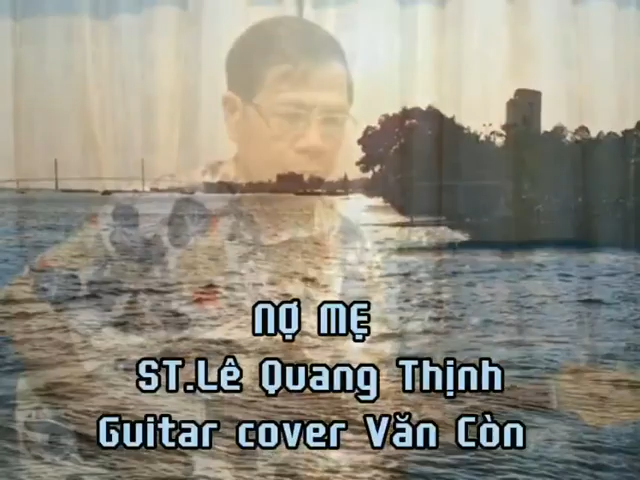 NỢ MẸ
ST.Lê Quang Thịnh
Guitar cover Văn Còn